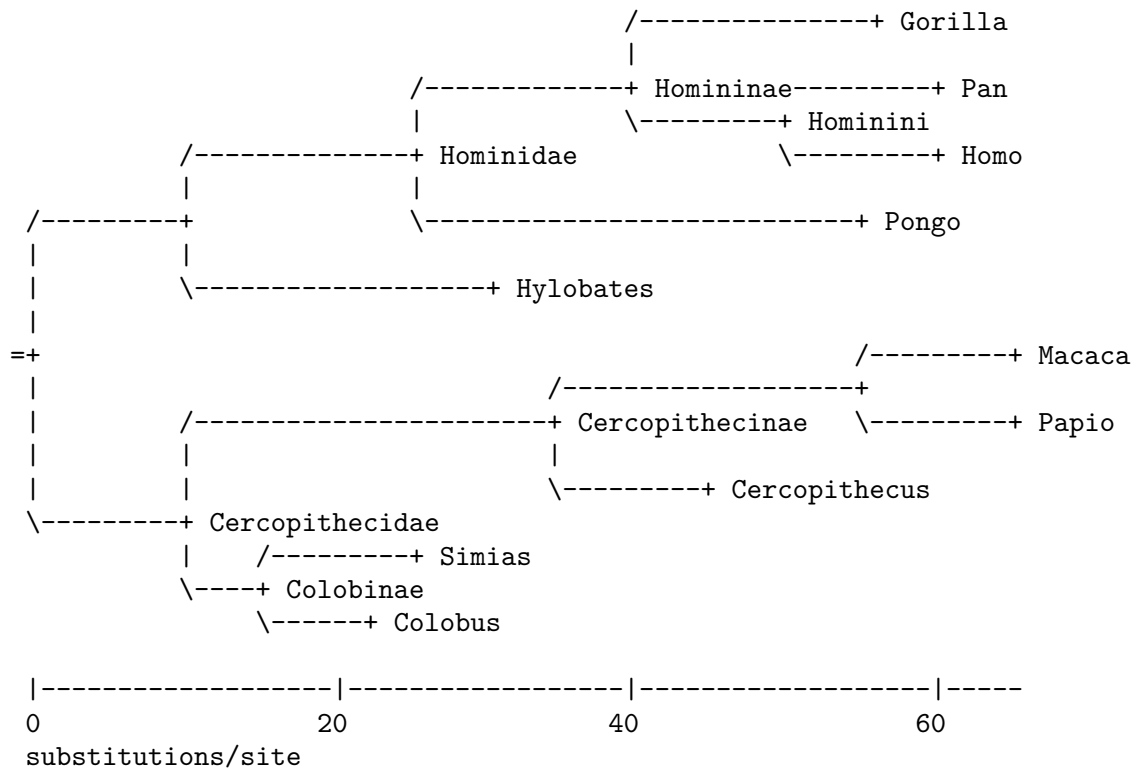 Gorilla
Homininae Pan
Hominini
Hominidae Homo
Pongo
Hylobates
Macaca
Cercopithecinae Papio
Cercopithecus
Cercopithecidae
Simias
Colobinae
Colobus
0 20 40 60
substitutions/site